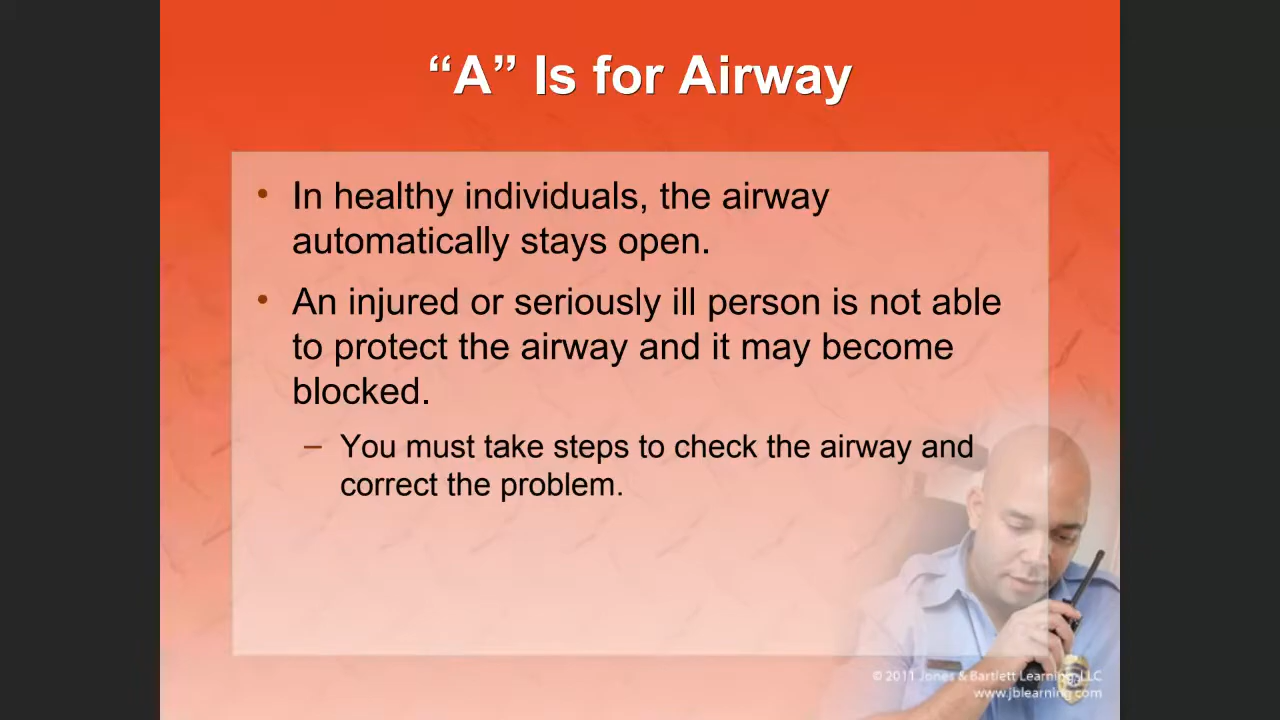 “A” Is for Airway
• In healthy individuals, the airway
automatically stays open.
• An injured or seriously ill person is not able
to protect the airway and it may become
blocked.
– You must take steps to check the airway and
correct the problem.
© 2011 Jones & Bartlett Learning, LLC
www.jblearning.com